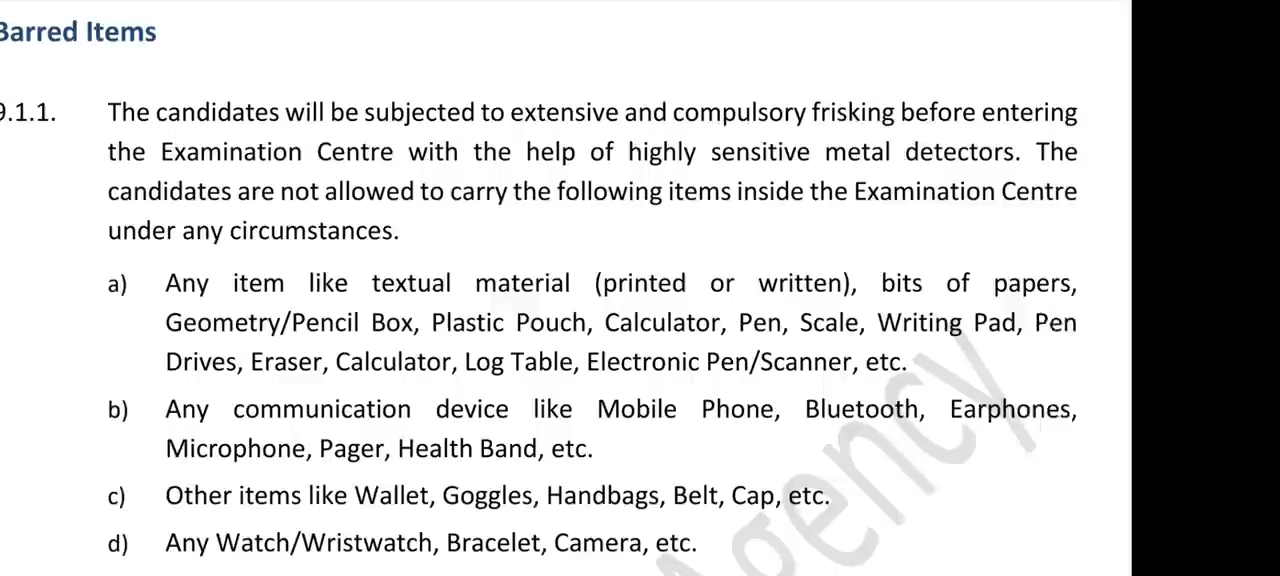 Barred Items
9.1.1. The candidates will be subjected to extensive and compulsory frisking before entering
the Examination Centre with the help of highly sensitive metal detectors. The
candidates are not allowed to carry the following items inside the Examination Centre
under any circumstances.
a) Any item like textual material (printed or written), bits of papers,
Geometry/Pencil Box, Plastic Pouch, Calculator, Pen, Scale, Writing Pad, Pen
Drives, Eraser, Calculator, Log Table, Electronic Pen/Scanner, etc.
b) Any communication device like Mobile Phone, Bluetooth, Earphones,
Microphone, Pager, Health Band, etc.
c) Other items like Wallet, Goggles, Handbags, Belt, Cap, etc.
d) Any Watch/Wristwatch, Bracelet, Camera, etc.
Agency